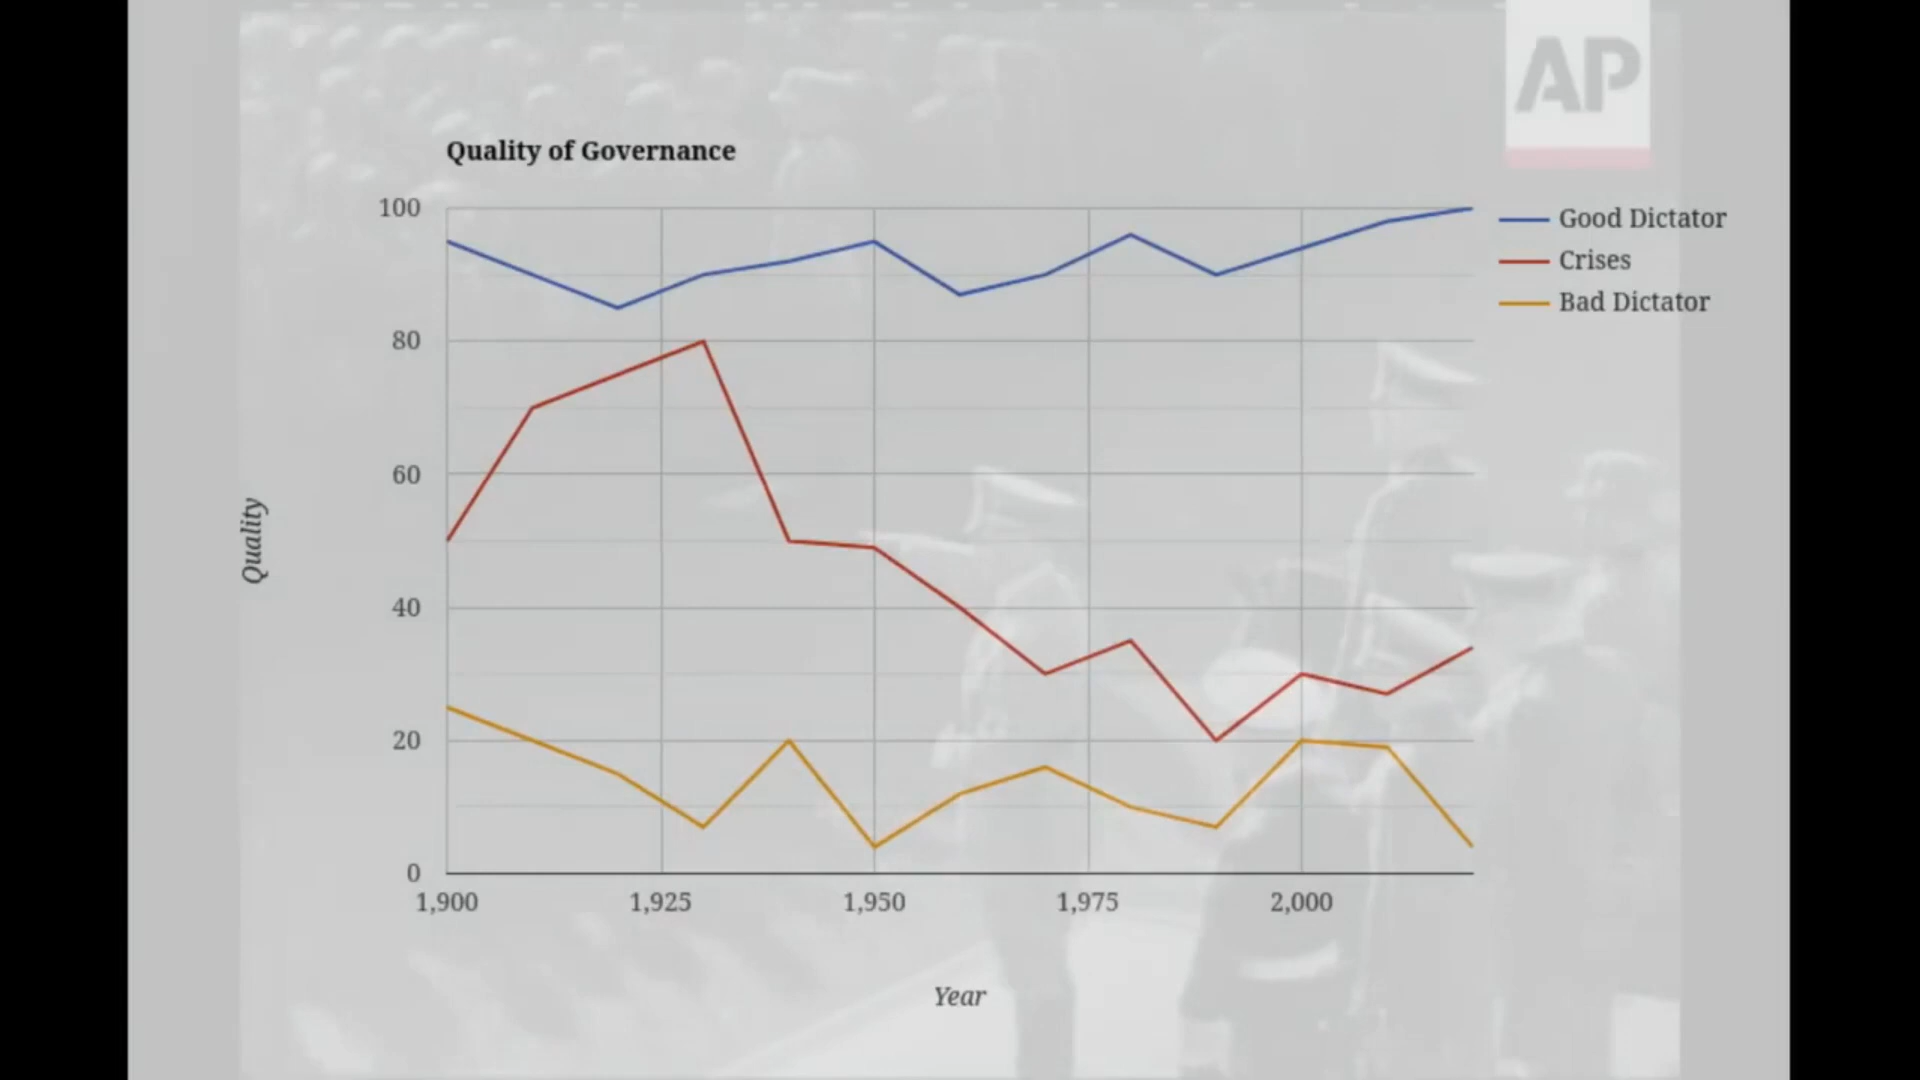 AP
Quality of Governance
100
80
60
40
20
0
Quality
1,900 1,925 1,950 1,975 2,000
Year
Good Dictator
Crises
Bad Dictator